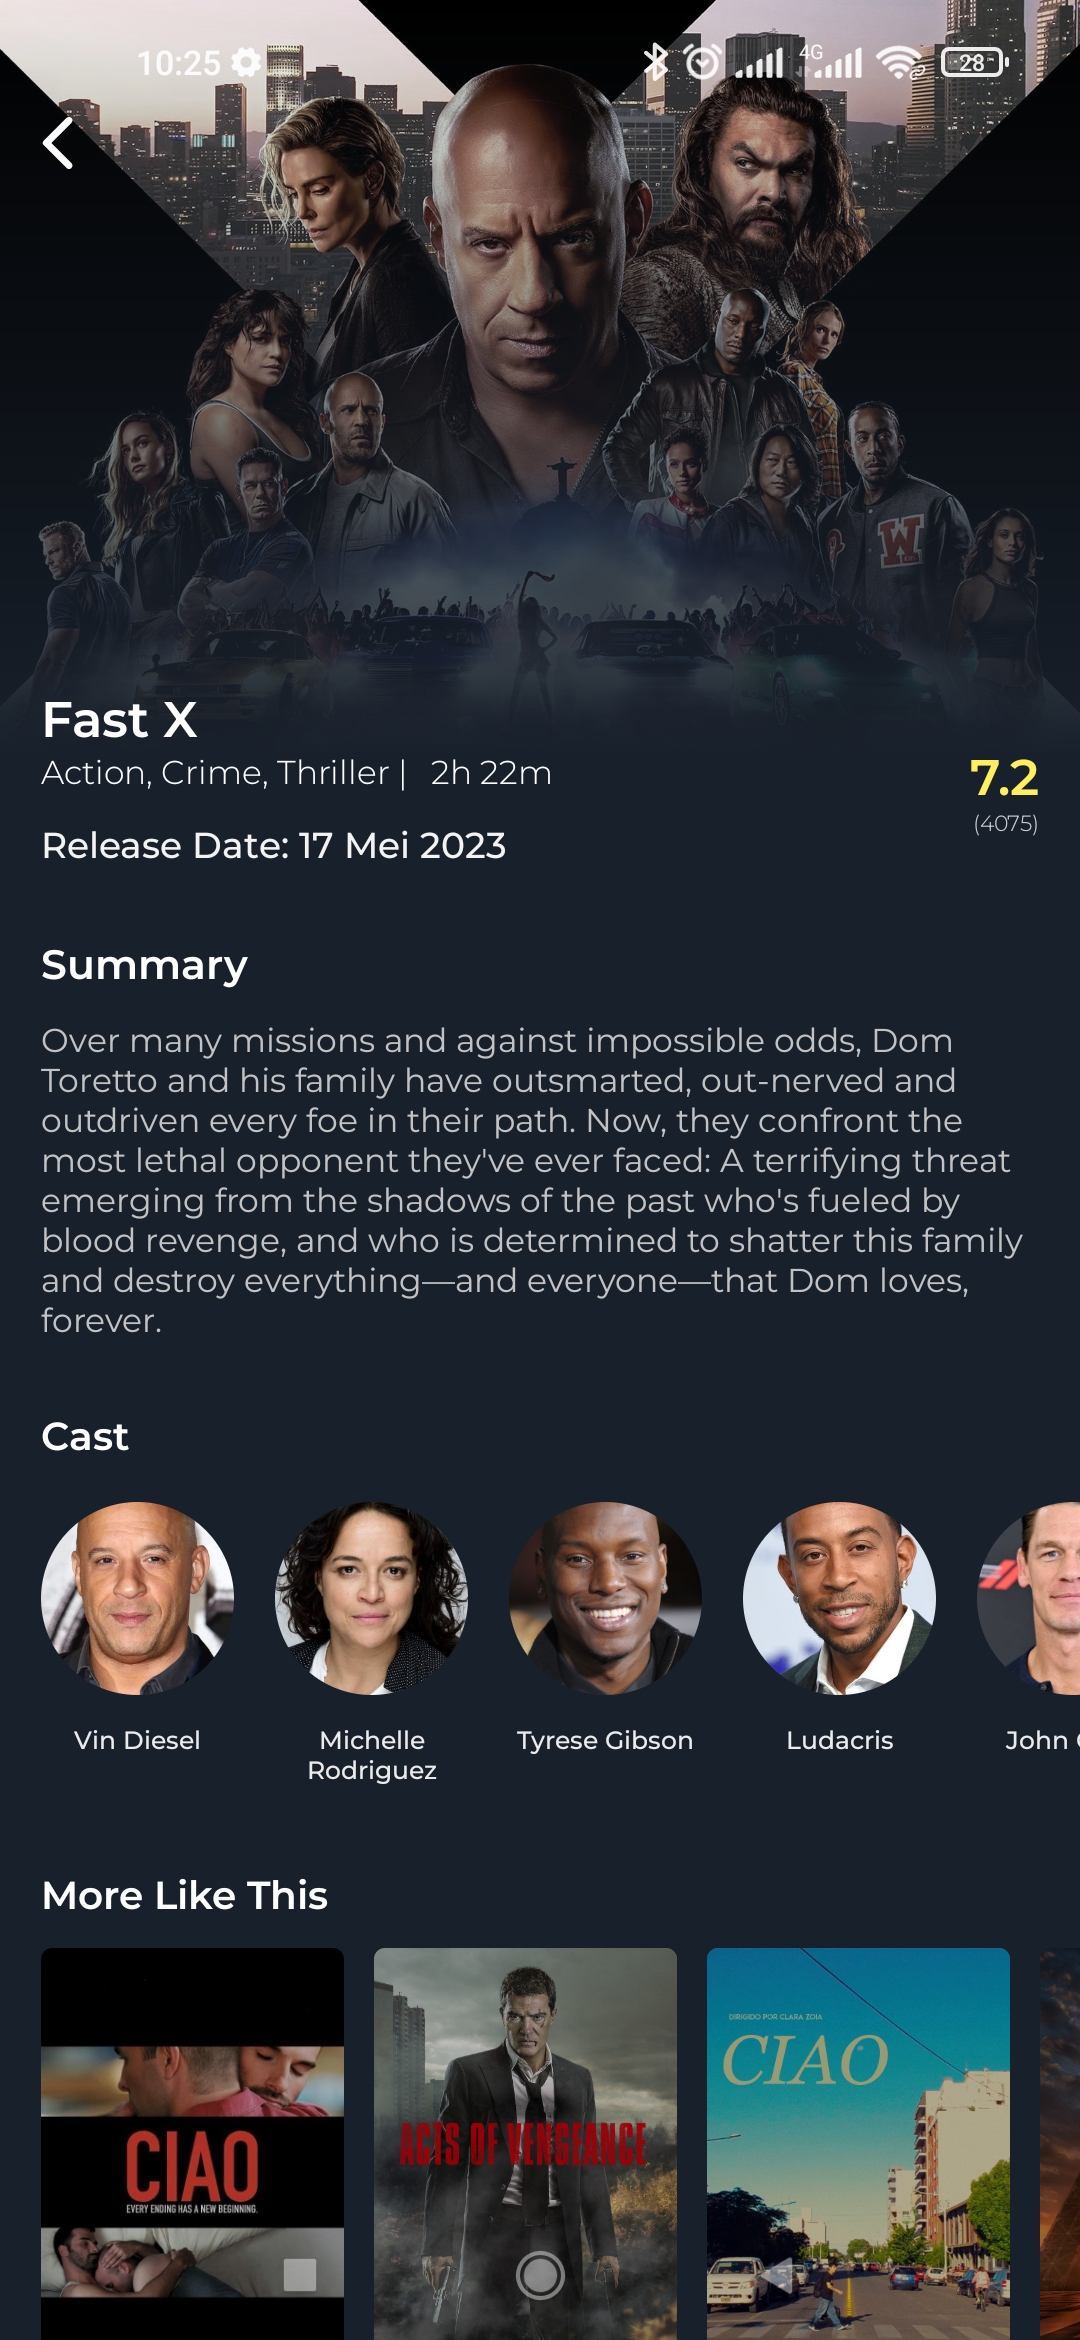 10:25
4G
28
Fast X
Action, Crime, Thriller | 2h 22m
7.2
(4075)
Release Date: 17 Mei 2023
Summary
Over many missions and against impossible odds, Dom
Toretto and his family have outsmarted, out-nerved and
outdriven every foe in their path. Now, they confront the
most lethal opponent they've ever faced: A terrifying threat
emerging from the shadows of the past who's fueled by
blood revenge, and who is determined to shatter this family
and destroy everything—and everyone—that Dom loves,
forever.
Cast
Vin Diesel
Michelle
Rodriguez
Tyrese Gibson
Ludacris
John
More Like This
CIAO
EVERY ENDING HAS A NEW BEGINNING.
ACTS OF VENGEANCE
DIRIGIDO POR CLARA ZOIA
CIAO
W